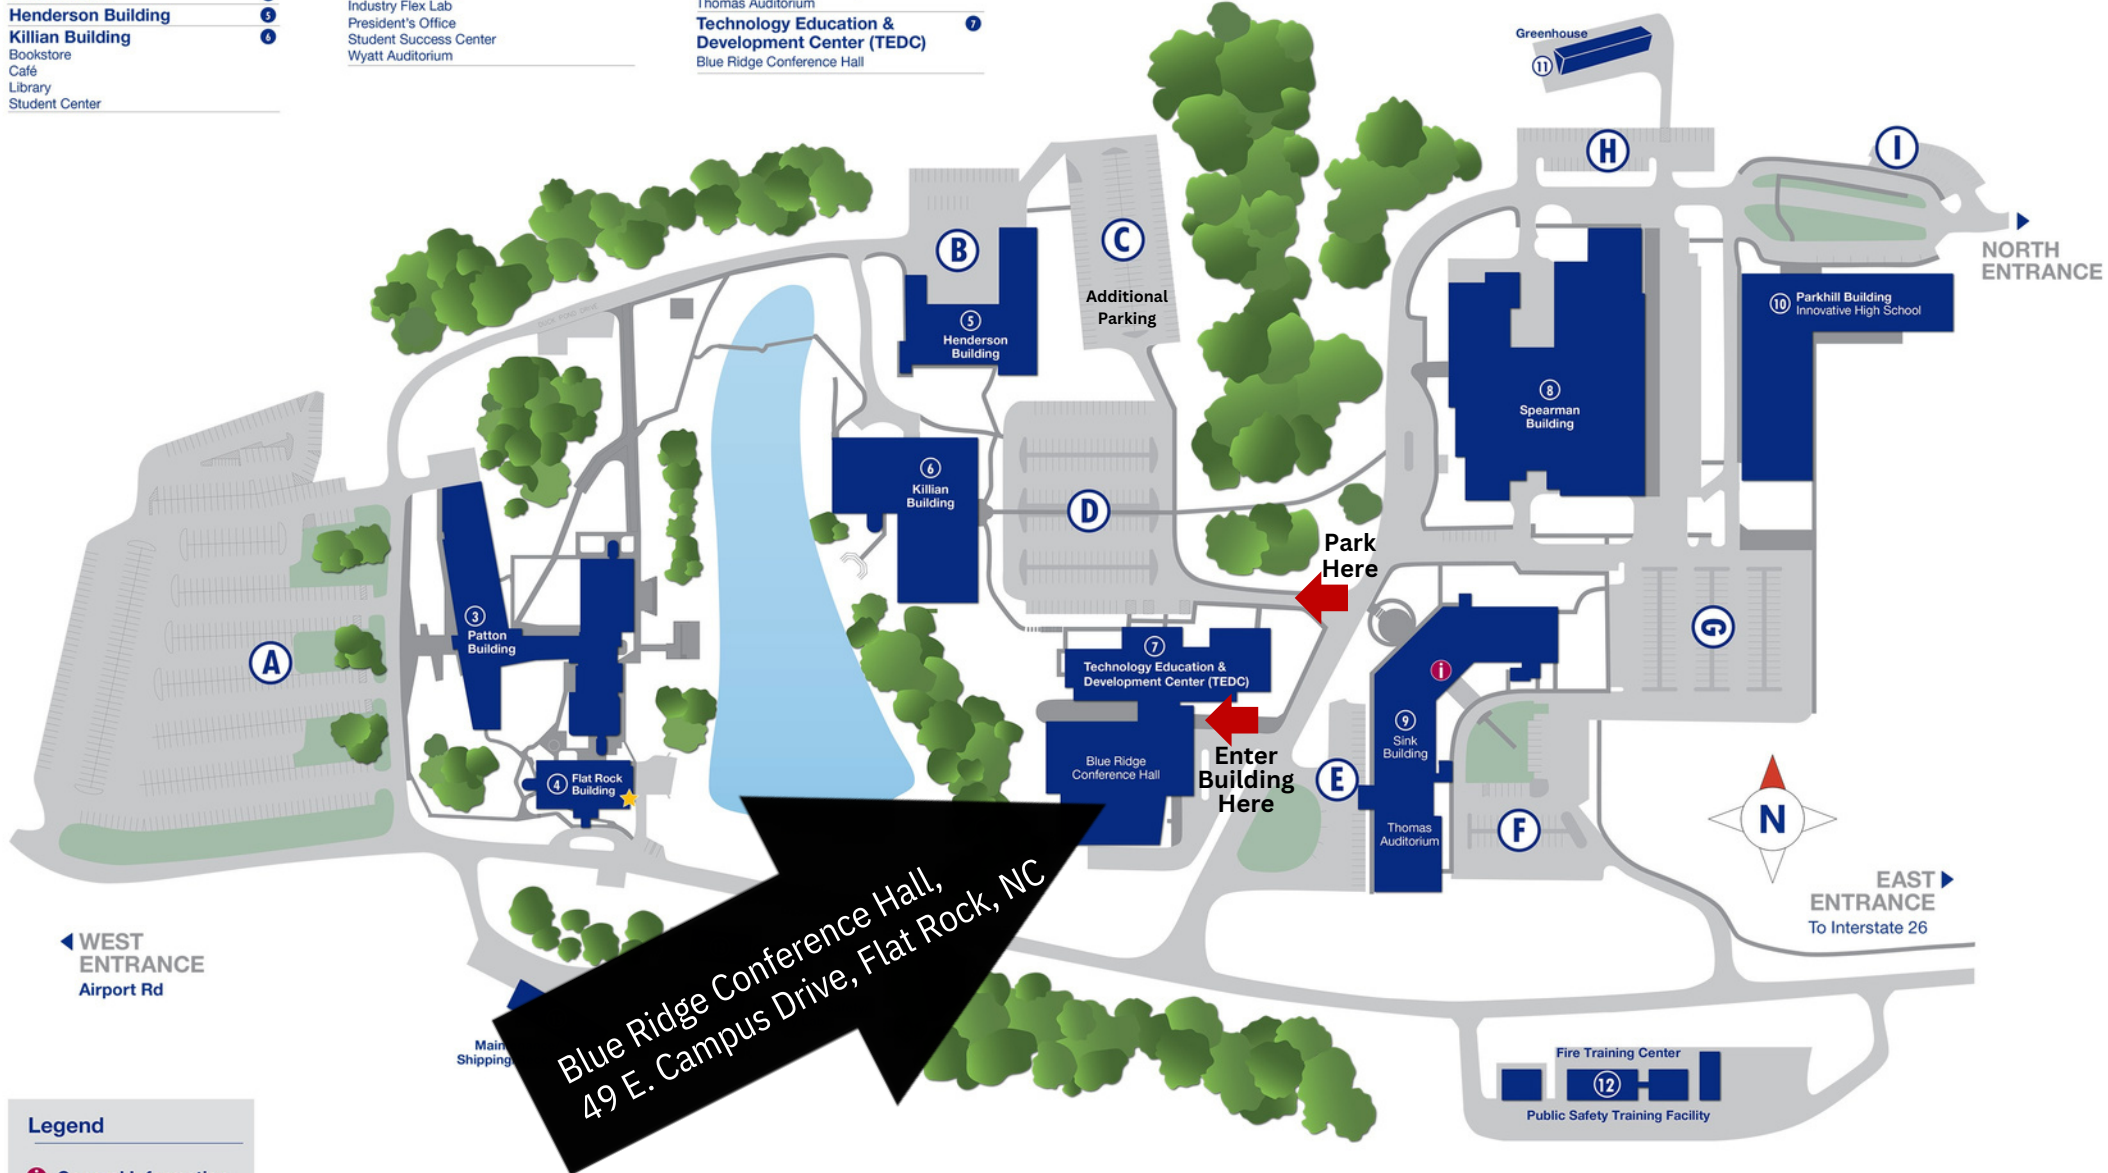 Henderson Building 5
Killian Building 6
Bookstore
Café
Library
Student Center
Industry Flex Lab
President's Office
Student Success Center
Wyatt Auditorium
Thomas Auditorium
Technology Education & 7
Development Center (TEDC)
Blue Ridge Conference Hall
Greenhouse
11
H
I
NORTH
ENTRANCE
B
C
Additional
Parking
5
Henderson
Building
10 Parkhill Building
Innovative High School
DUCK POND DRIVE
8
Spearman
Building
6
Killian
Building
D
Park
Here
3
Patton
Building
A
7
Technology Education &
Development Center (TEDC)
i
G
9
Sink
Building
Enter
Building
Here
Blue Ridge
Conference Hall
E
4 Flat Rock
Building
Thomas
Auditorium
F
N
EAST
ENTRANCE
To Interstate 26
WEST
ENTRANCE
Airport Rd
Blue Ridge Conference Hall,
49 E. Campus Drive, Flat Rock, NC
Main
Shipping
Fire Training Center
12
Public Safety Training Facility
Legend